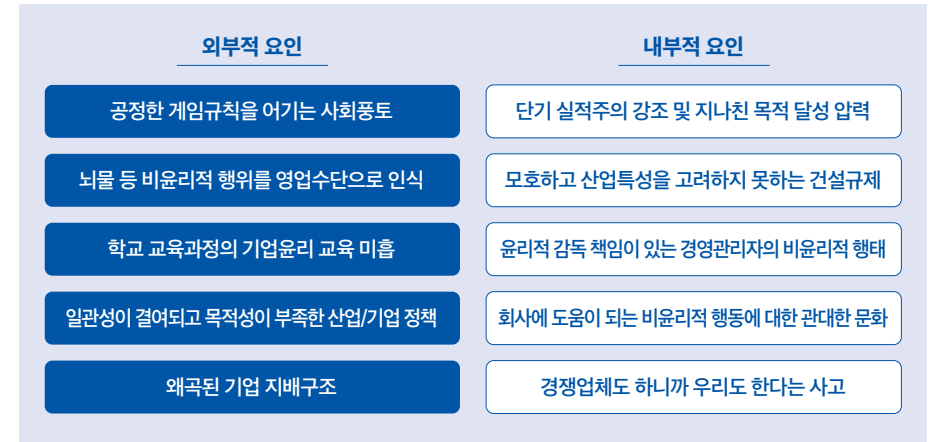 외부적 요인
공정한 게임규칙을 어기는 사회풍토
뇌물 등 비윤리적 행위를 영업수단으로 인식
학교 교육과정의 기업윤리 교육 미흡
일관성이 결여되고 목적성이 부족한 산업/기업 정책
왜곡된 기업 지배구조
내부적 요인
단기 실적주의 강조 및 지나친 목적 달성 압력
모호하고 산업특성을 고려하지 못하는 건설규제
윤리적 감독 책임이 있는 경영관리자의 비윤리적 행태
회사에 도움이 되는 비윤리적 행동에 대한 관대한 문화
경쟁업체도 하니까 우리도 한다는 사고